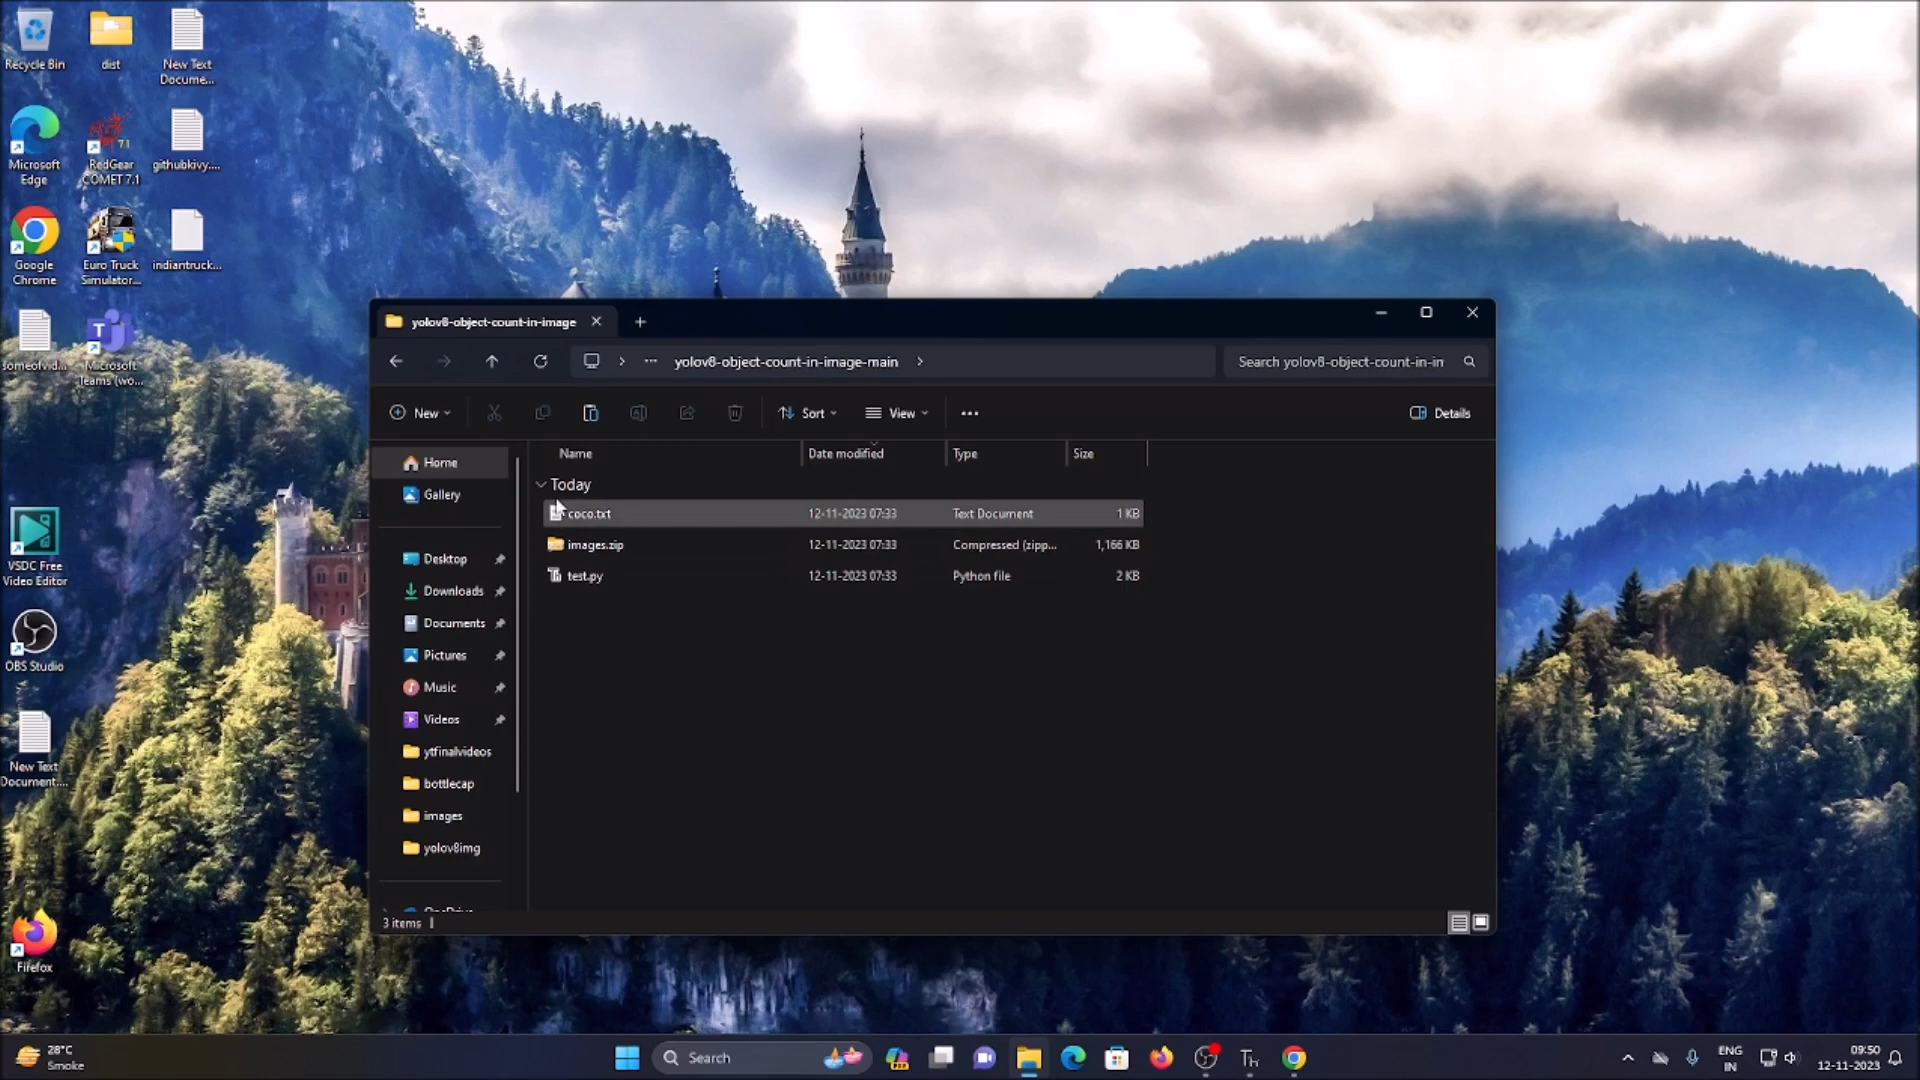 Recycle Bin
dist
New Text
Docume...
Microsoft
Edge
RedGear
COMET 7.1
githubkivy....
Google
Chrome
Euro Truck
Simulator...
indiantruck...
someofvid...
Microsoft
Teams (wo...
VSDC Free
Video Editor
OBS Studio
New Text
Document....
Firefox
yolov8-object-count-in-image
yolov8-object-count-in-image-main
Search yolov8-object-count-in-in
New
Sort
View
Details
Name
Date modified
Type
Size
Home
Gallery
Desktop
Downloads
Documents
Pictures
Music
Videos
ytfinalvideos
bottlecap
images
yolov8img
Today
coco.txt 12-11-2023 07:33 Text Document 1 KB
images.zip 12-11-2023 07:33 Compressed (zipp... 1,166 KB
test.py 12-11-2023 07:33 Python file 2 KB
3 items
28°C
Smoke
Search
ENG
IN
09:50
12-11-2023